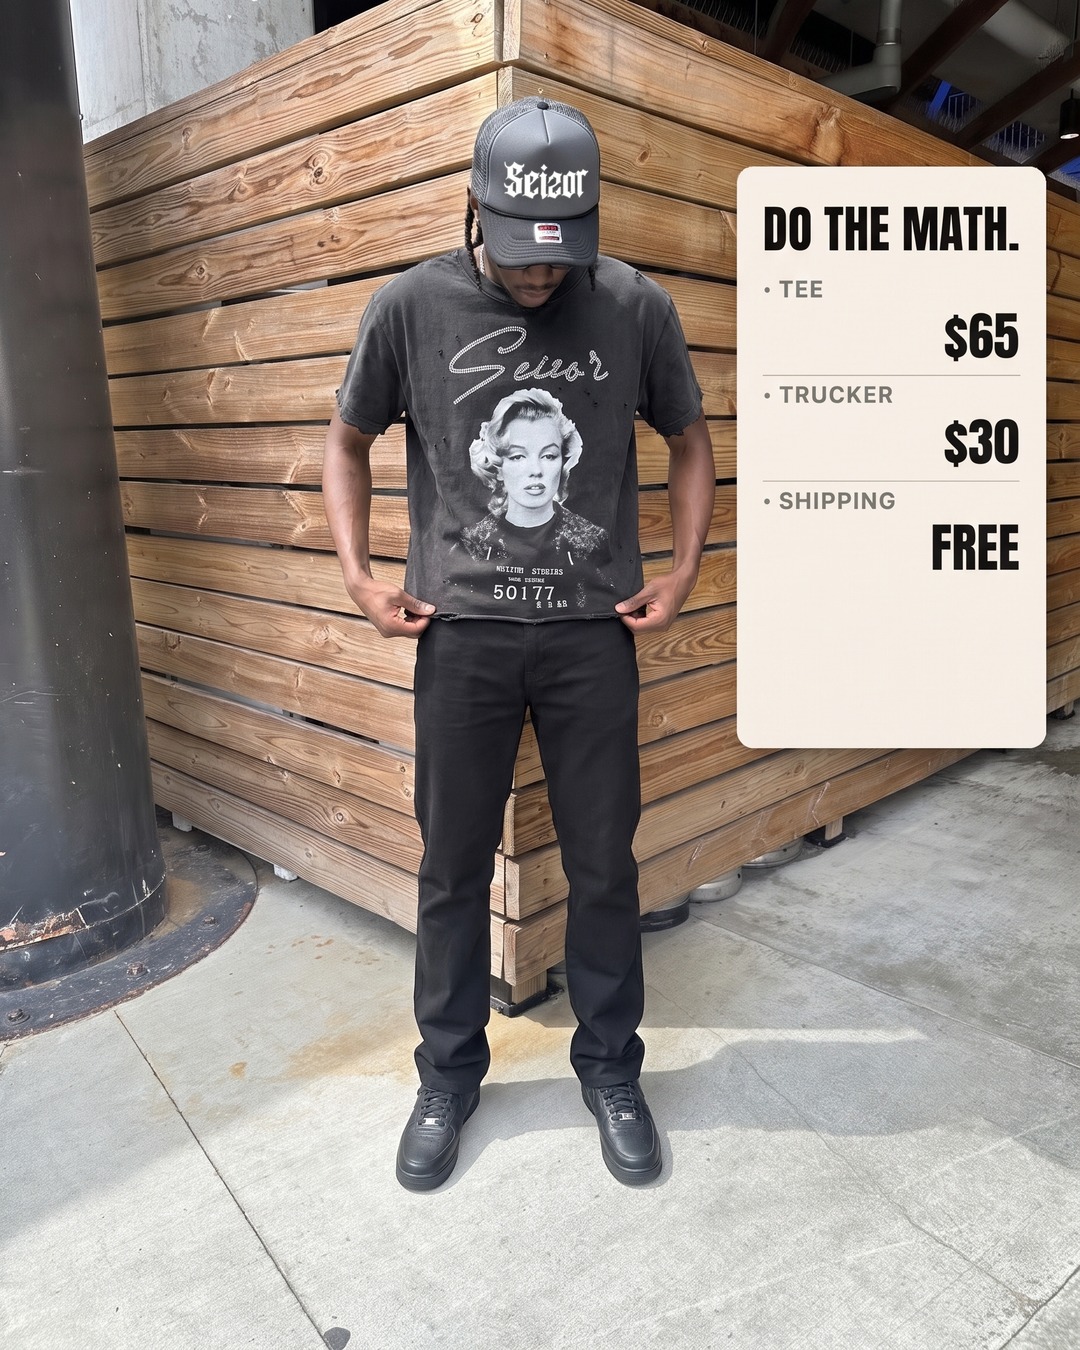 Seizor
Seizor
50177
DO THE MATH.
• TEE
$65
• TRUCKER
$30
• SHIPPING
FREE